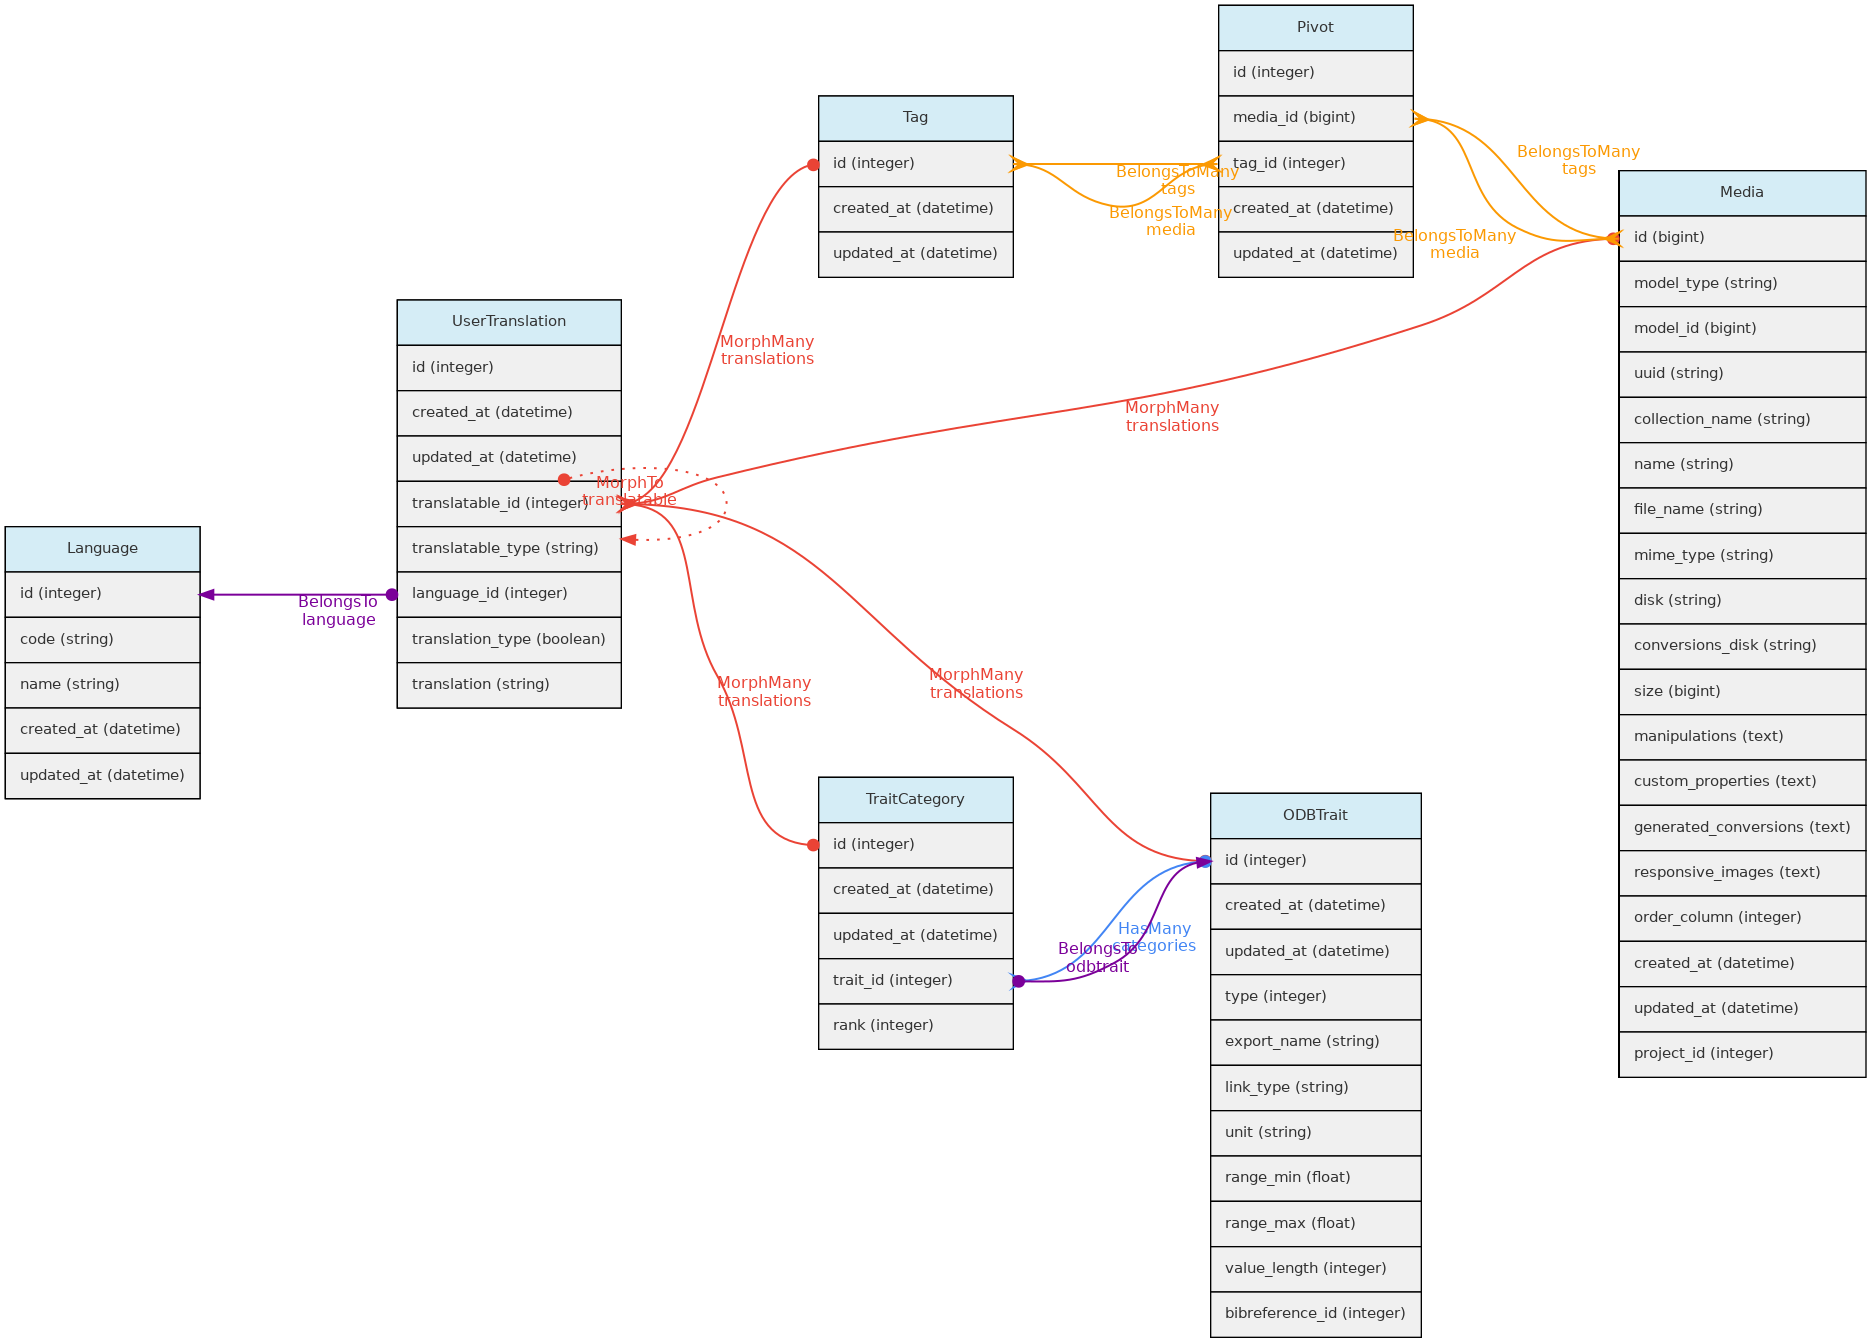 Pivot
id (integer)
media_id (bigint)
tag_id (integer)
created_at (datetime)
updated_at (datetime)
Tag
id (integer)
created_at (datetime)
updated_at (datetime)
BelongsToMany
tags
BelongsToMany
media
BelongsToMany
tags
BelongsToMany
media
Media
id (bigint)
model_type (string)
model_id (bigint)
uuid (string)
collection_name (string)
name (string)
file_name (string)
mime_type (string)
disk (string)
conversions_disk (string)
size (bigint)
manipulations (text)
custom_properties (text)
generated_conversions (text)
responsive_images (text)
order_column (integer)
created_at (datetime)
updated_at (datetime)
project_id (integer)
UserTranslation
id (integer)
created_at (datetime)
updated_at (datetime)
translatable_id (integer)
translatable_type (string)
language_id (integer)
translation_type (boolean)
translation (string)
MorphTo
translatable
MorphMany
translations
MorphMany
translations
MorphMany
translations
MorphMany
translations
Language
id (integer)
code (string)
name (string)
created_at (datetime)
updated_at (datetime)
BelongsTo
language
TraitCategory
id (integer)
created_at (datetime)
updated_at (datetime)
trait_id (integer)
rank (integer)
HasMany
categories
BelongsTo
odbtrait
ODBTrait
id (integer)
created_at (datetime)
updated_at (datetime)
type (integer)
export_name (string)
link_type (string)
unit (string)
range_min (float)
range_max (float)
value_length (integer)
bibreference_id (integer)